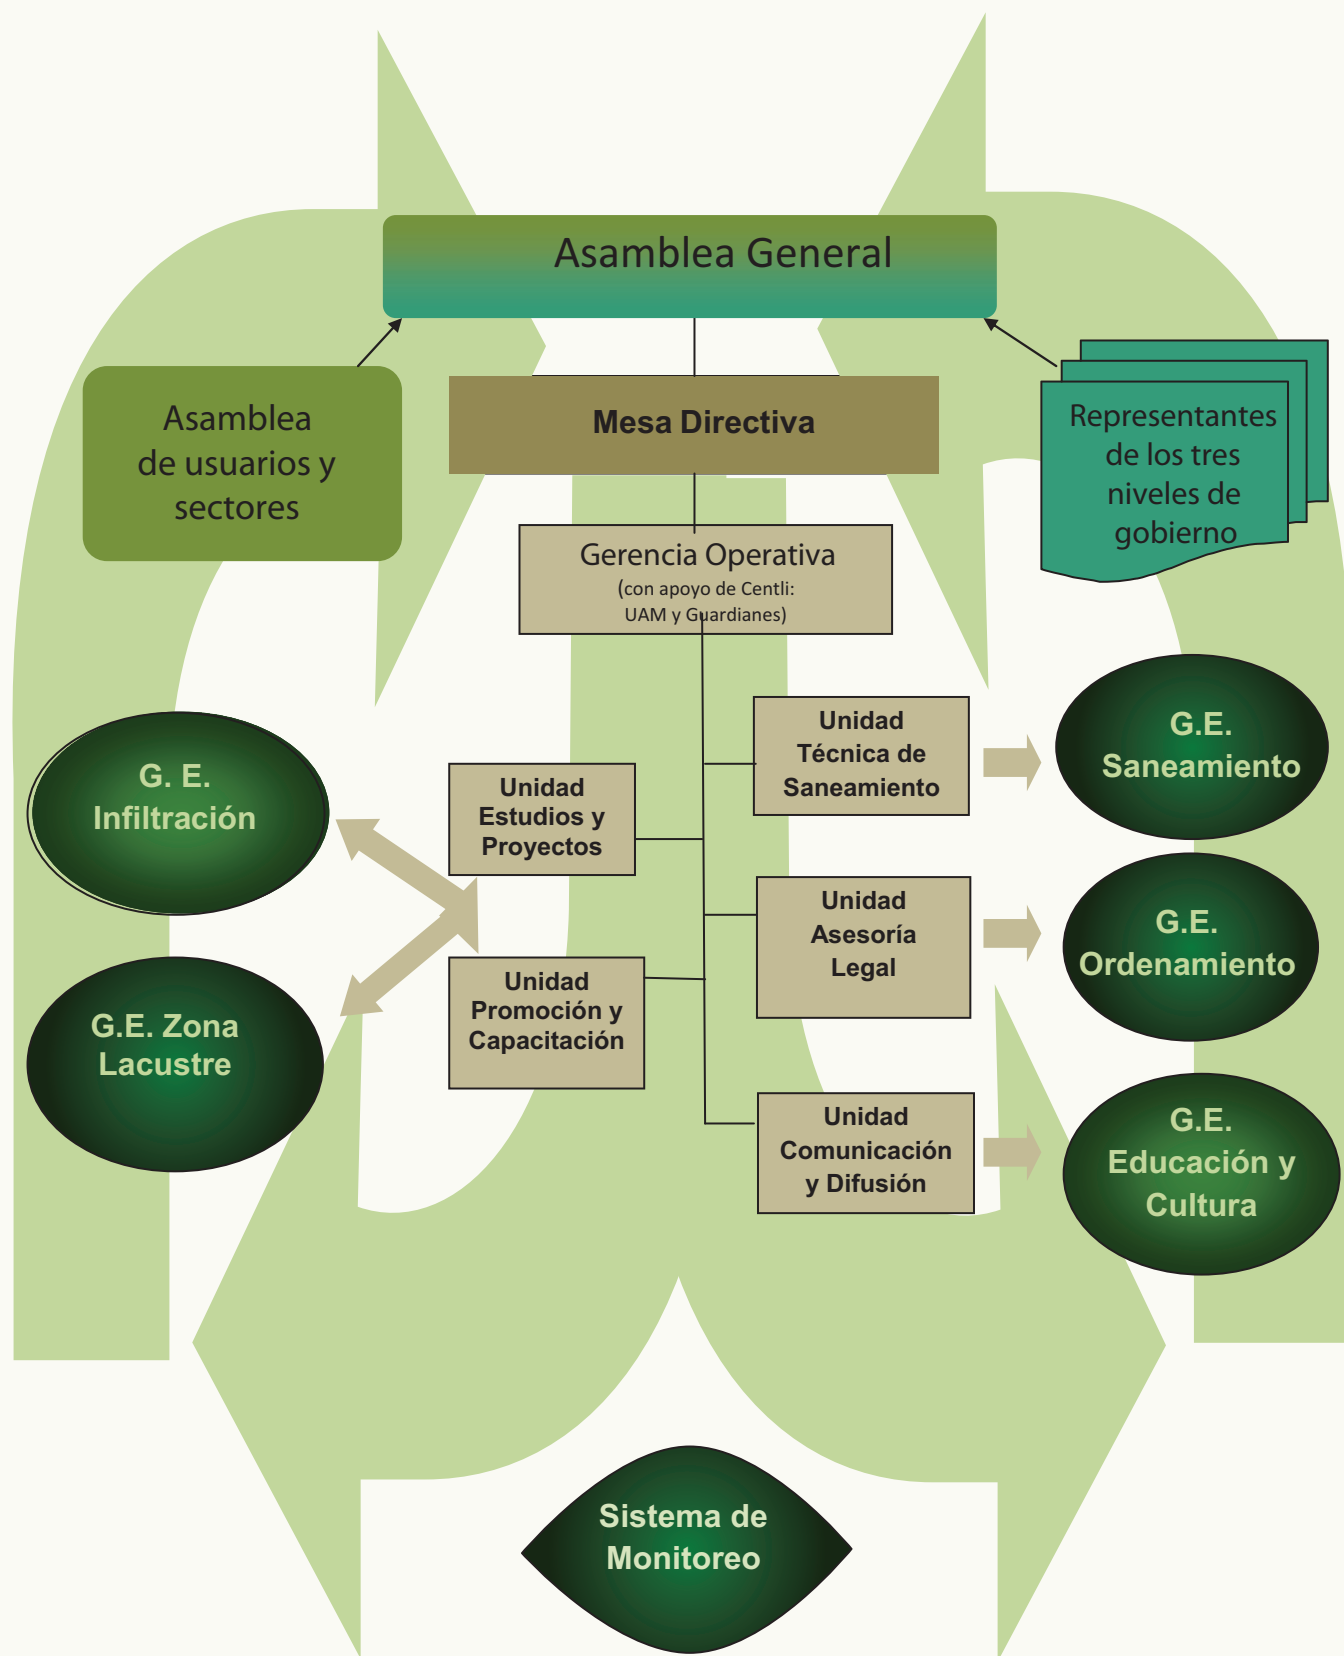 Asamblea General
Asamblea
de usuarios y
sectores
Mesa Directiva
Representantes
de los tres
niveles de
gobierno
Gerencia Operativa
(con apoyo de Centli:
UAM y Guardianes)
G. E.
Infiltración
G.E. Zona
Lacustre
Unidad
Estudios y
Proyectos
Unidad
Promoción y
Capacitación
Unidad
Técnica de
Saneamiento
Unidad
Asesoría
Legal
Unidad
Comunicación
y Difusión
G.E.
Saneamiento
G.E.
Ordenamiento
G.E.
Educación y
Cultura
Sistema de
Monitoreo